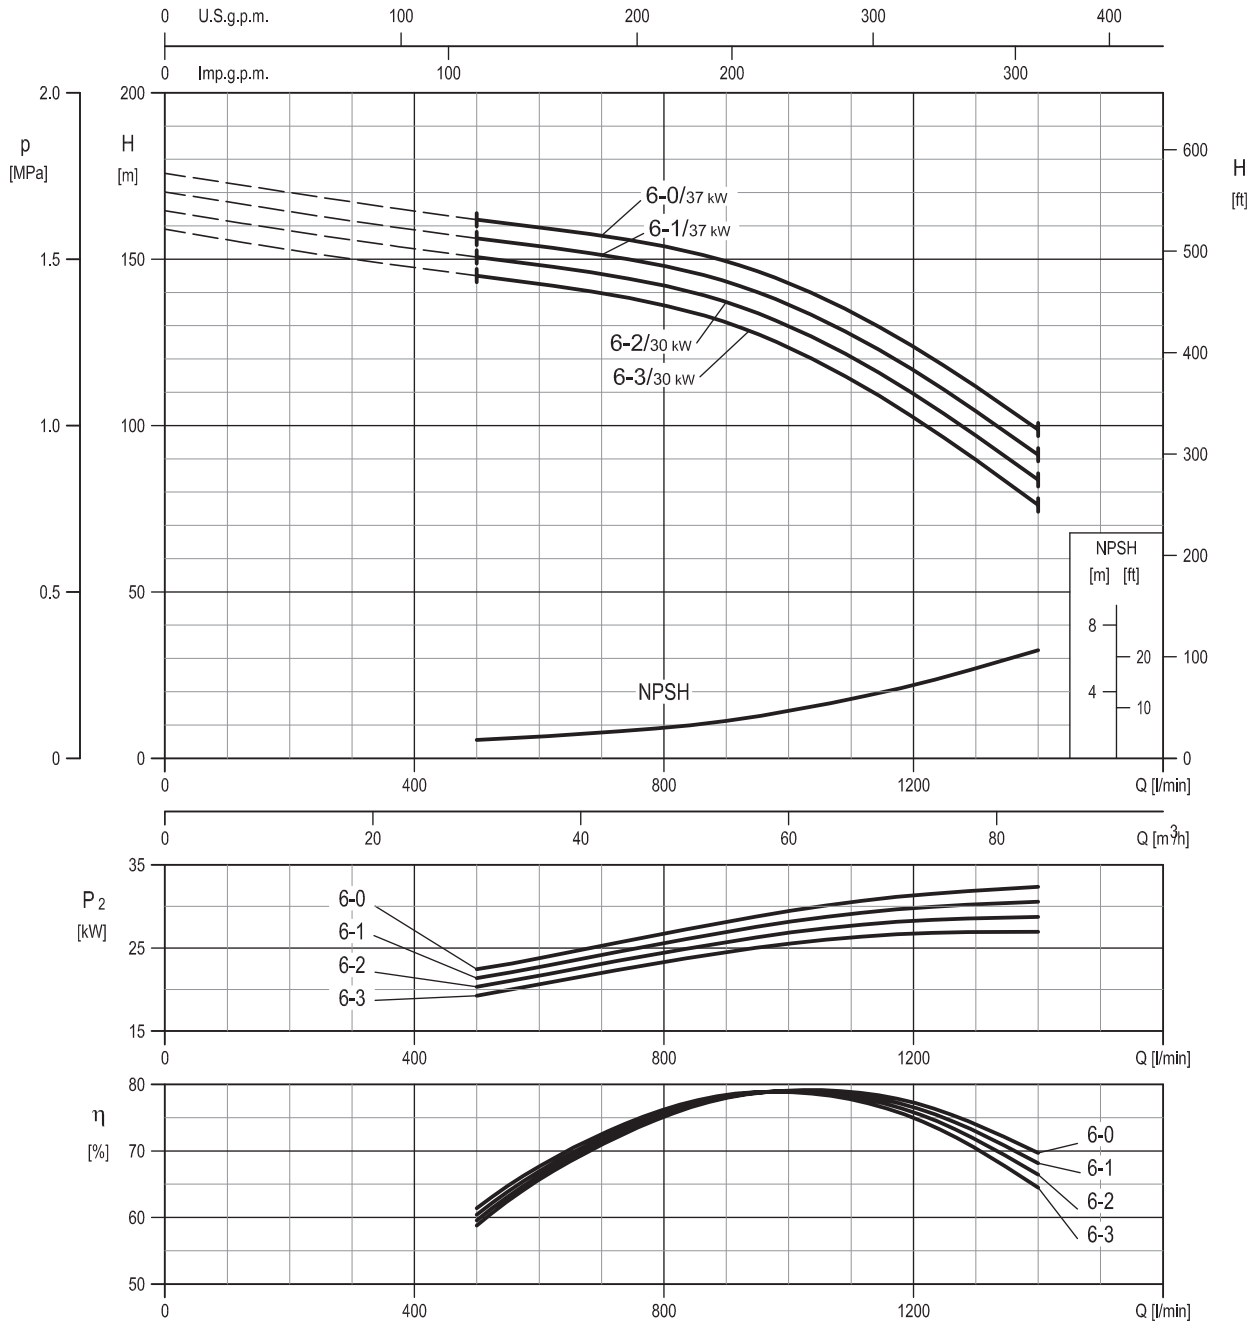 0 U.S.g.p.m. 100 200 300 400
0 Imp.g.p.m. 100 200 300
2.0 200
p H
[MPa] [m]
600
H
[ft]
6-0/37 kW
6-1/37 kW
1.5 150 500
6-2/30 kW
400
6-3/30 kW
1.0 100
300
NPSH
[m] [ft]
200
0.5 50
8
20 100
NPSH
4
10
0 0 0
0 400 800 1200 Q [l/min]
0 20 40 60 80 Q [m³/h]
35
P2
[kW]
6-0
6-1
25
6-2
6-3
15
0 400 800 1200 Q [l/min]
80
η
[%]
70
6-0
6-1
6-2
60
6-3
50
0 400 800 1200 Q [l/min]